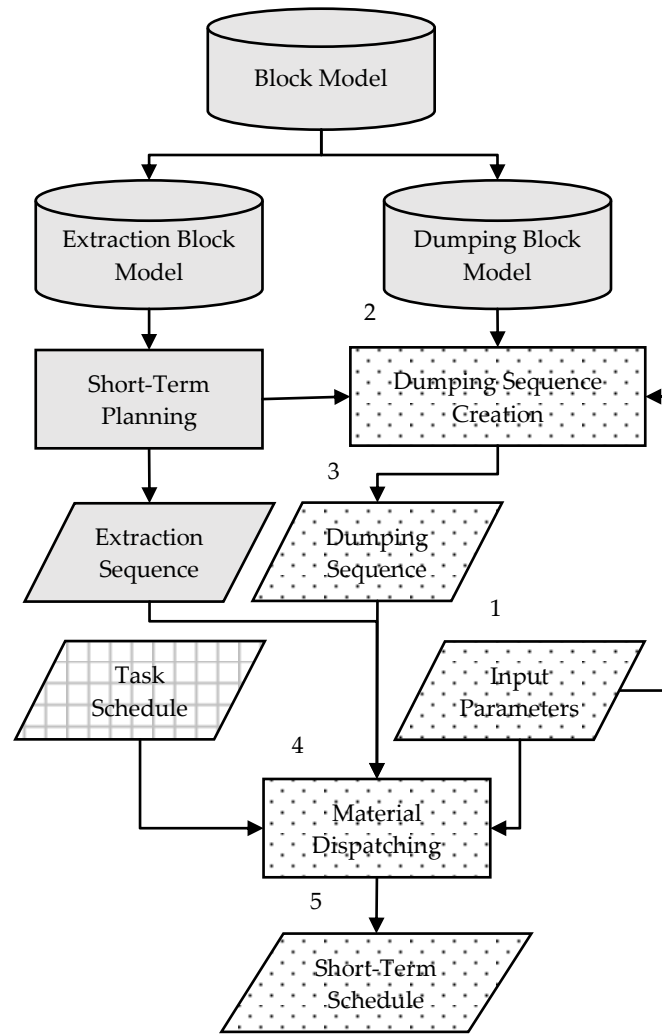 Block Model
Extraction Block
Model
Dumping Block
Model
2
Short-Term
Planning
Dumping Sequence
Creation
3
Extraction
Sequence
Dumping
Sequence
1
Task
Schedule
Input
Parameters
4
Material
Dispatching
5
Short-Term
Schedule